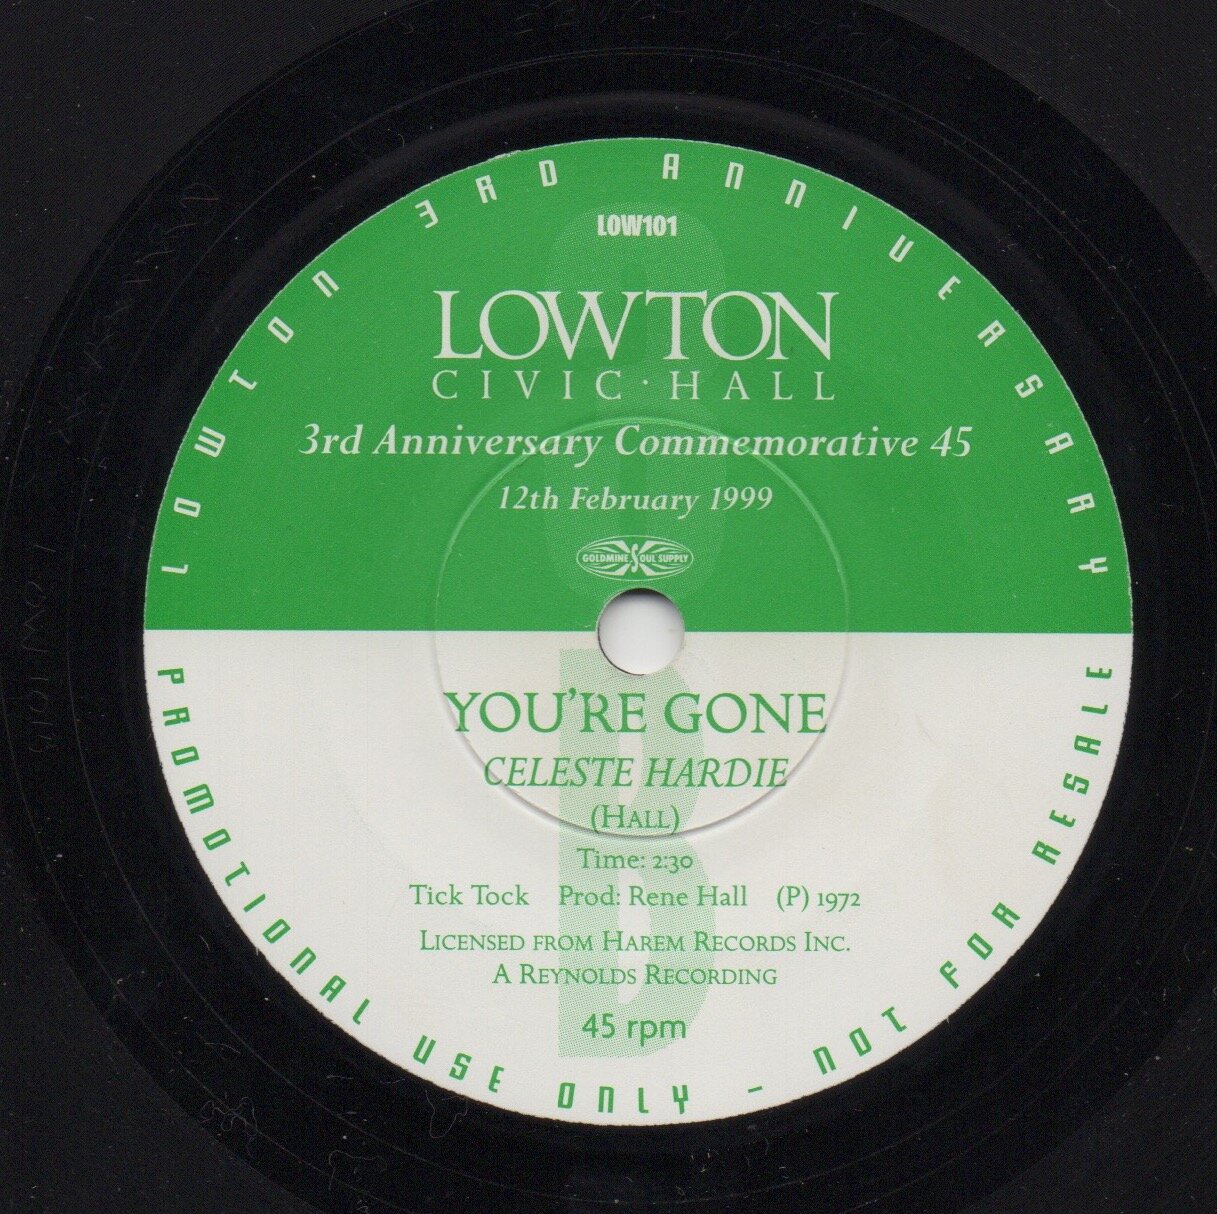 LOWTON 3RD ANNIVERSARY
LOW101
LOWTON
CIVIC · HALL
3rd Anniversary Commemorative 45
12th February 1999
GOLDMINE SOUL SUPPLY
YOU'RE GONE
CELESTE HARDIE
(HALL)
Time: 2:30
Tick Tock Prod: Rene Hall (P) 1972
LICENSED FROM HAREM RECORDS INC.
A REYNOLDS RECORDING
45 rpm
B
PROMOTIONAL USE ONLY - NOT FOR RESALE